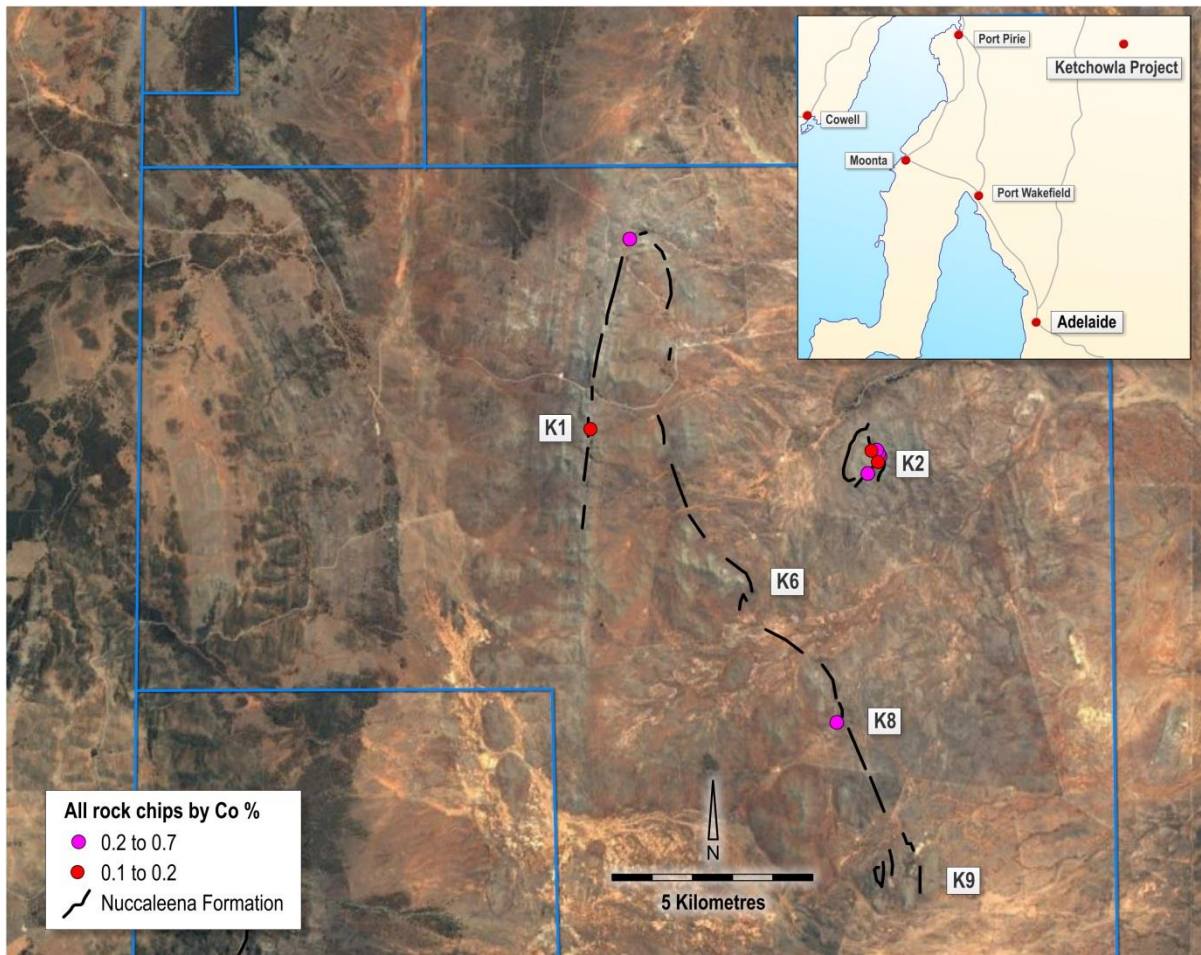 Port Pirie
Ketchowla Project
Cowell
Moonta
Port Wakefield
Adelaide
K1
K2
K6
K8
K9
All rock chips by Co %
0.2 to 0.7
0.1 to 0.2
Nuccaleena Formation
N
5 Kilometres